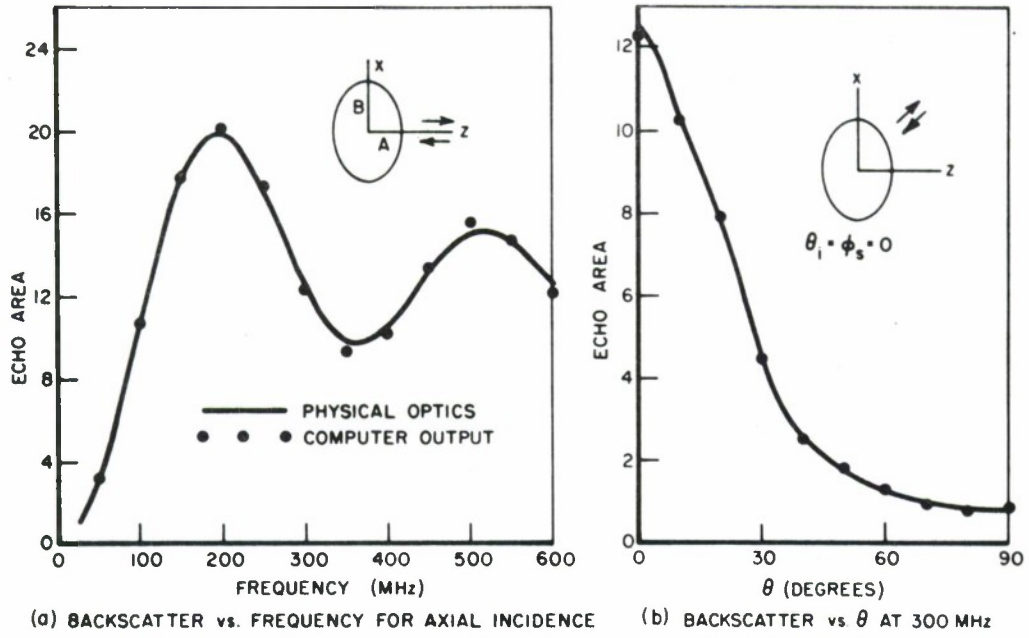 24
20
16
12
8
4
0
ECHO AREA
X
B
A
Z
PHYSICAL OPTICS
COMPUTER OUTPUT
0 100 200 300 400 500 600
FREQUENCY (MHz)
(a) BACKSCATTER vs. FREQUENCY FOR AXIAL INCIDENCE
12
10
8
6
4
2
0
ECHO AREA
X
Z
θi = ϕs = 0
0 30 60 90
θ (DEGREES)
(b) BACKSCATTER vs. θ AT 300 MHz